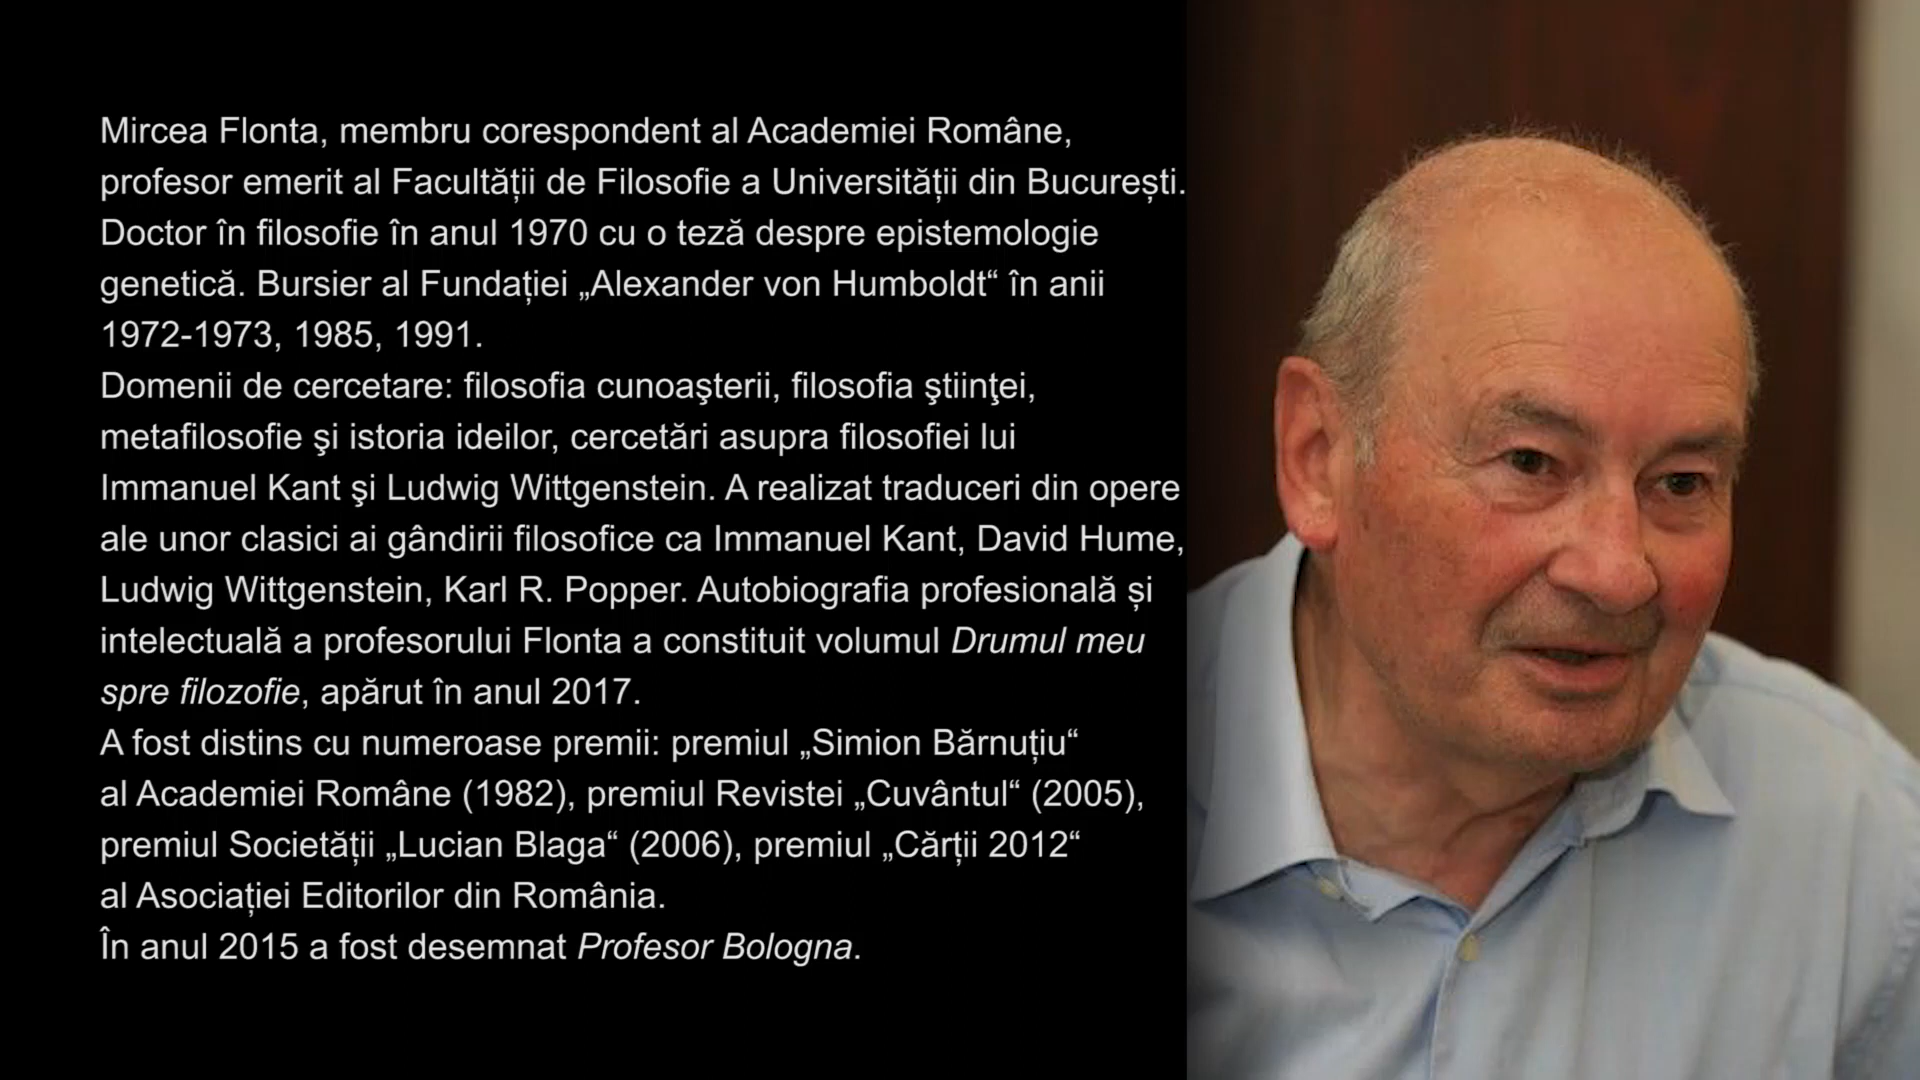 Mircea Flonta, membru corespondent al Academiei Române,
profesor emerit al Facultății de Filosofie a Universității din București.
Doctor în filosofie în anul 1970 cu o teză despre epistemologie
genetică. Bursier al Fundației „Alexander von Humboldt“ în anii
1972-1973, 1985, 1991.
Domenii de cercetare: filosofia cunoaşterii, filosofia ştiinţei,
metafilosofie şi istoria ideilor, cercetări asupra filosofiei lui
Immanuel Kant şi Ludwig Wittgenstein. A realizat traduceri din opere
ale unor clasici ai gândirii filosofice ca Immanuel Kant, David Hume,
Ludwig Wittgenstein, Karl R. Popper. Autobiografia profesională și
intelectuală a profesorului Flonta a constituit volumul Drumul meu
spre filozofie, apărut în anul 2017.
A fost distins cu numeroase premii: premiul „Simion Bărnuțiu“
al Academiei Române (1982), premiul Revistei „Cuvântul“ (2005),
premiul Societății „Lucian Blaga“ (2006), premiul „Cărții 2012“
al Asociației Editorilor din România.
În anul 2015 a fost desemnat Profesor Bologna.